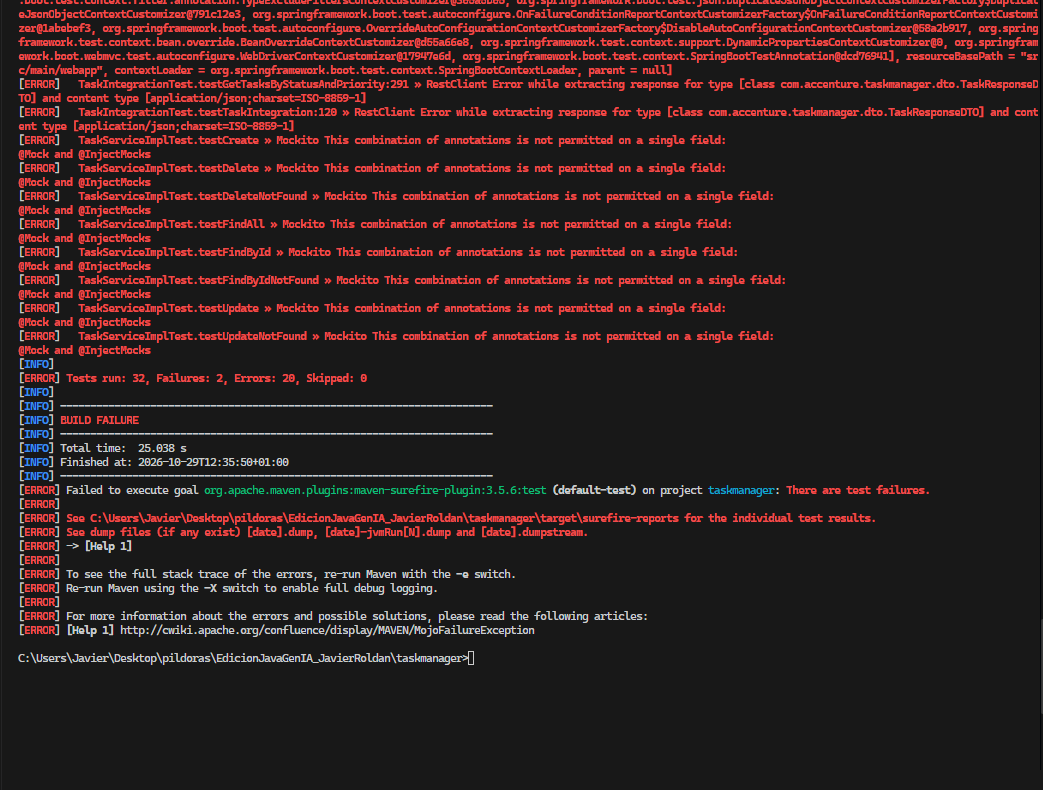 .boot.test.context.filter.annotation.TypeExcludeFiltersContextCustomizer@560a0b05, org.springframework.boot.test.json.DuplicateJsonObjectContextCustomizerFactory$Duplicat
eJsonObjectContextCustomizer@791c12e3, org.springframework.boot.test.autoconfigure.OnFailureConditionReportContextCustomizerFactory$OnFailureConditionReportContextCustomi
zer@1abebef3, org.springframework.boot.test.autoconfigure.OverrideAutoConfigurationContextCustomizerFactory$DisableAutoConfigurationContextCustomizer@58a2b917, org.spring
framework.boot.test.context.bean.override.BeanOverrideContextCustomizer@d55a66e8, org.springframework.test.context.support.DynamicPropertiesContextCustomizer@0, org.springfram
ework.boot.webmvc.test.autoconfigure.WebDriverContextCustomizer@17947e6d, org.springframework.boot.test.context.SpringBootTestAnnotation@dcd76941], resourceBasePath = "sr
c/main/webapp", contextLoader = org.springframework.boot.test.context.SpringBootContextLoader, parent = null]
[ERROR]   TaskIntegrationTest.testGetTasksByStatusAndPriority:291 » RestClient Error while extracting response for type [class com.accenture.taskmanager.dto.TaskResponseD
TO] and content type [application/json;charset=ISO-8859-1]
[ERROR]   TaskIntegrationTest.testTaskIntegration:120 » RestClient Error while extracting response for type [class com.accenture.taskmanager.dto.TaskResponseDTO] and cont
ent type [application/json;charset=ISO-8859-1]
[ERROR]   TaskServiceImplTest.testCreate » Mockito This combination of annotations is not permitted on a single field:
@Mock and @InjectMocks
[ERROR]   TaskServiceImplTest.testDelete » Mockito This combination of annotations is not permitted on a single field:
@Mock and @InjectMocks
[ERROR]   TaskServiceImplTest.testDeleteNotFound » Mockito This combination of annotations is not permitted on a single field:
@Mock and @InjectMocks
[ERROR]   TaskServiceImplTest.testFindAll » Mockito This combination of annotations is not permitted on a single field:
@Mock and @InjectMocks
[ERROR]   TaskServiceImplTest.testFindById » Mockito This combination of annotations is not permitted on a single field:
@Mock and @InjectMocks
[ERROR]   TaskServiceImplTest.testFindByIdNotFound » Mockito This combination of annotations is not permitted on a single field:
@Mock and @InjectMocks
[ERROR]   TaskServiceImplTest.testUpdate » Mockito This combination of annotations is not permitted on a single field:
@Mock and @InjectMocks
[ERROR]   TaskServiceImplTest.testUpdateNotFound » Mockito This combination of annotations is not permitted on a single field:
@Mock and @InjectMocks
[INFO]
[ERROR] Tests run: 32, Failures: 2, Errors: 20, Skipped: 0
[INFO]
[INFO] ------------------------------------------------------------------------
[INFO] BUILD FAILURE
[INFO] ------------------------------------------------------------------------
[INFO] Total time:  25.038 s
[INFO] Finished at: 2026-10-29T12:35:50+01:00
[INFO] ------------------------------------------------------------------------
[ERROR] Failed to execute goal org.apache.maven.plugins:maven-surefire-plugin:3.5.6:test (default-test) on project taskmanager: There are test failures.
[ERROR]
[ERROR] See C:\Users\Javier\Desktop\pildoras\EdicionJavaGenIA_JavierRoldan\taskmanager\target\surefire-reports for the individual test results.
[ERROR] See dump files (if any exist) [date].dump, [date]-jvmRun[N].dump and [date].dumpstream.
[ERROR] -> [Help 1]
[ERROR]
[ERROR] To see the full stack trace of the errors, re-run Maven with the -e switch.
[ERROR] Re-run Maven using the -X switch to enable full debug logging.
[ERROR]
[ERROR] For more information about the errors and possible solutions, please read the following articles:
[ERROR] [Help 1] http://cwiki.apache.org/confluence/display/MAVEN/MojoFailureException
C:\Users\Javier\Desktop\pildoras\EdicionJavaGenIA_JavierRoldan\taskmanager>